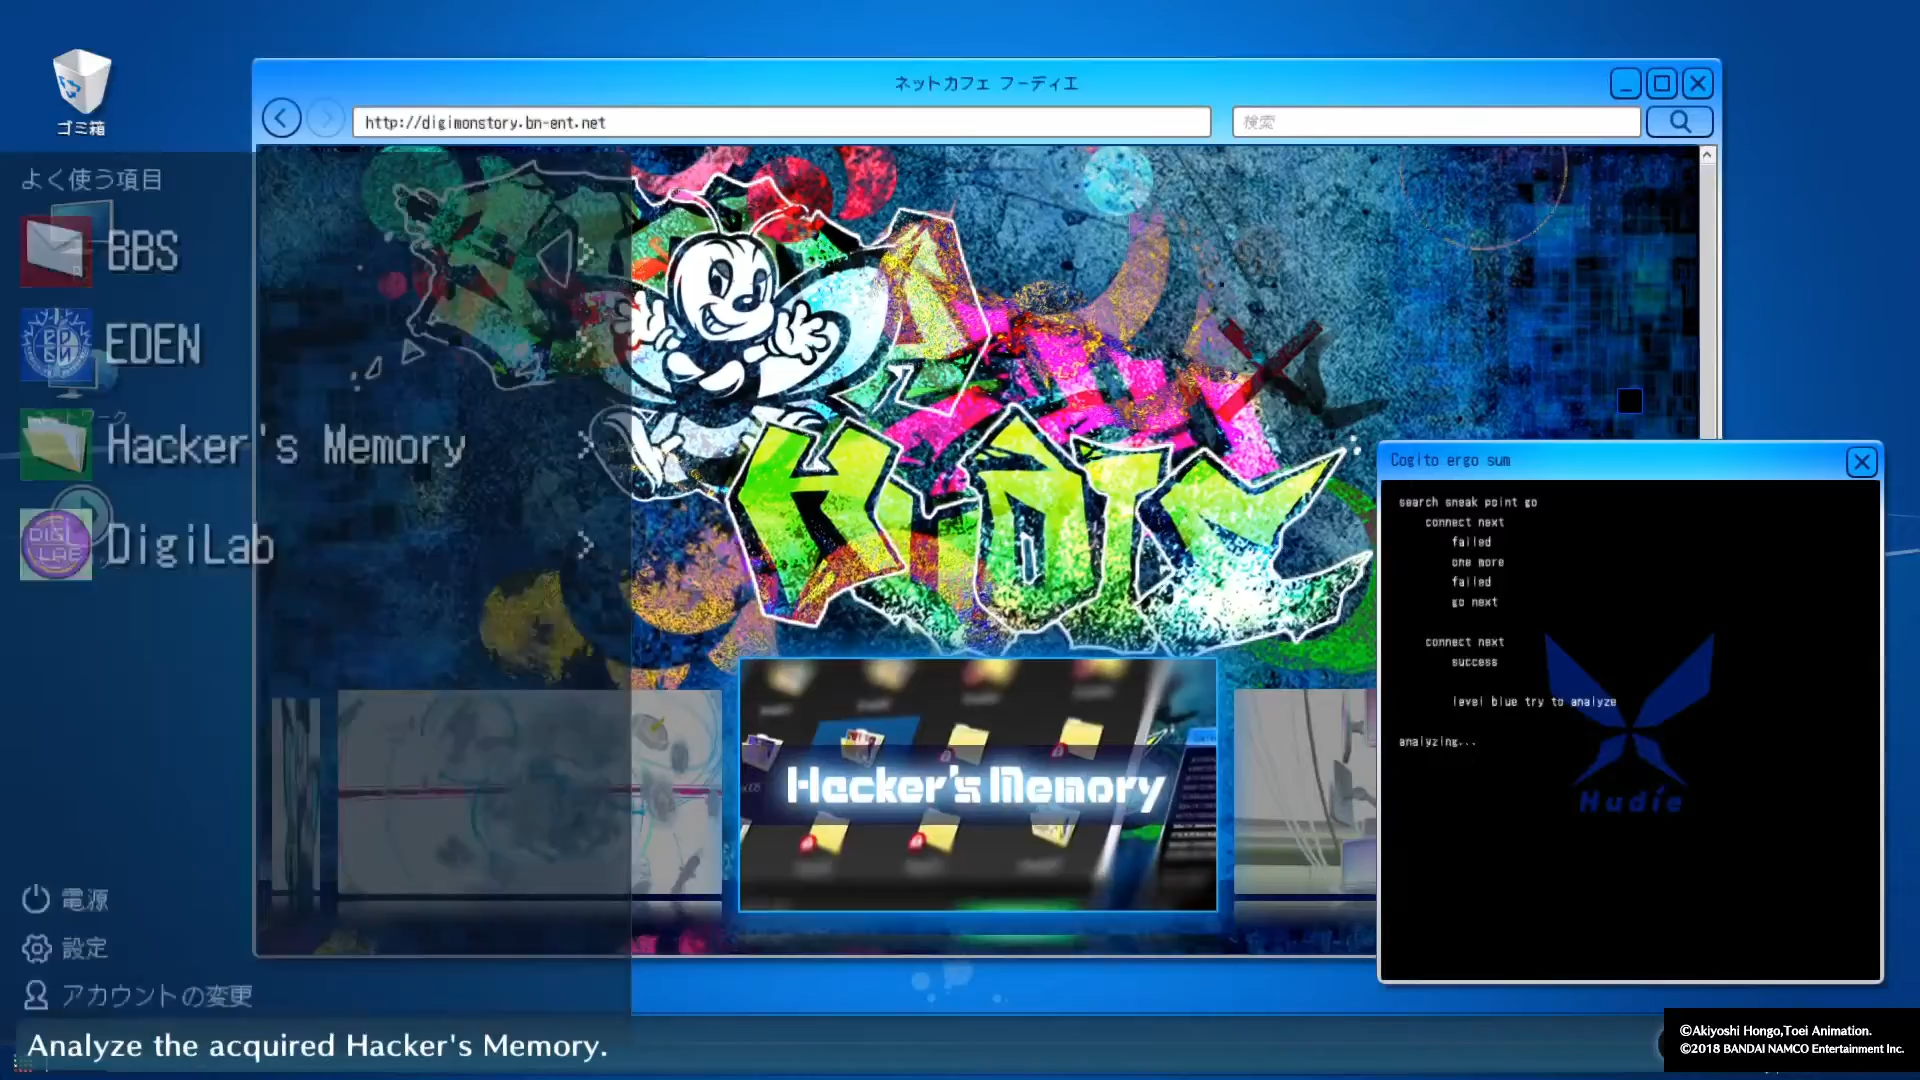 ゴミ箱
ネットカフェ フーディエ
http://digimonstory.bn-ent.net
検索
よく使う項目
BBS
EDEN
Hacker's Memory
DigiLab
DIGI
LAB
電源
設定
アカウントの変更
HUDIE
Hacker's Memory
Cogito ergo sum
search sneak point go
connect next
failed
one more
failed
go next
connect next
success
level blue try to analyze
analyzing...
Hudie
Analyze the acquired Hacker's Memory.
©Akiyoshi Hongo,Toei Animation.
©2018 BANDAI NAMCO Entertainment Inc.